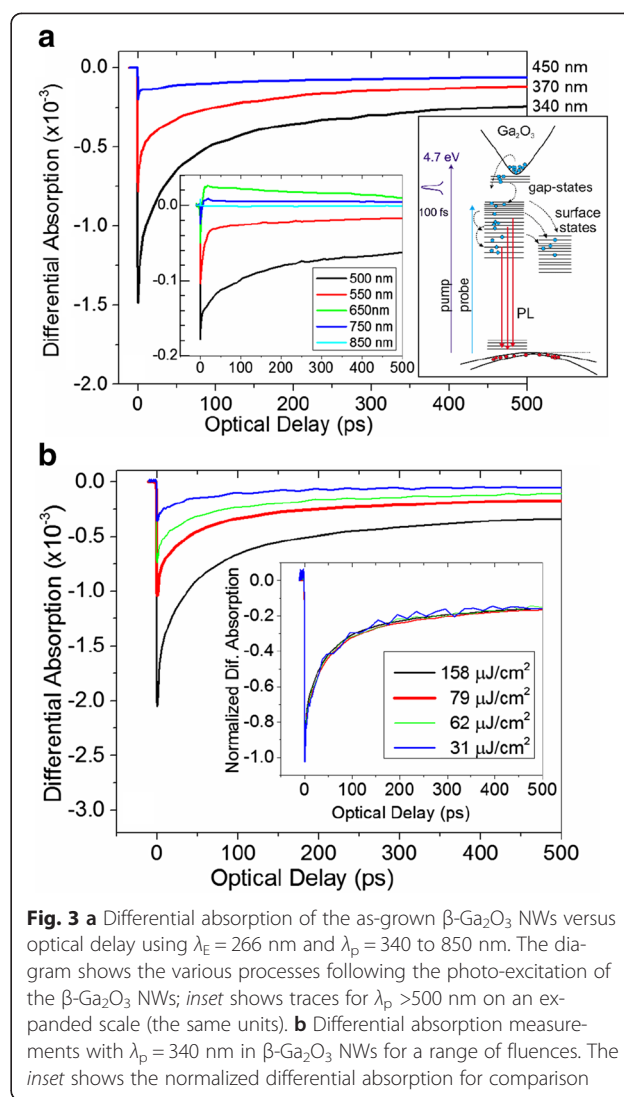 a
0.0
-0.5
-1.0
-1.5
-2.0
Differential Absorption (x10⁻³)
450 nm
370 nm
340 nm
0.0
-0.1
-0.2
0 100 200 300 400 500
500 nm
550 nm
650nm
750 nm
850 nm
Ga₂O₃
4.7 eV
100 fs
gap-states
surface
states
pump
probe
PL
0 100 200 300 400 500
Optical Delay (ps)
b
0.0
-0.5
-1.0
-1.5
-2.0
-2.5
-3.0
Differential Absorption (x10⁻³)
0.0
-0.2
-0.4
-0.6
-0.8
-1.0
Normalized Dif. Absorption
158 µJ/cm²
79 µJ/cm²
62 µJ/cm²
31 µJ/cm²
0 100 200 300 400 500
Optical Delay (ps)
0 100 200 300 400 500
Optical Delay (ps)
Fig. 3 a Differential absorption of the as-grown β-Ga₂O₃ NWs versus
optical delay using λE = 266 nm and λp = 340 to 850 nm. The dia-
gram shows the various processes following the photo-excitation of
the β-Ga₂O₃ NWs; inset shows traces for λp >500 nm on an ex-
panded scale (the same units). b Differential absorption measure-
ments with λp = 340 nm in β-Ga₂O₃ NWs for a range of fluences. The
inset shows the normalized differential absorption for comparison